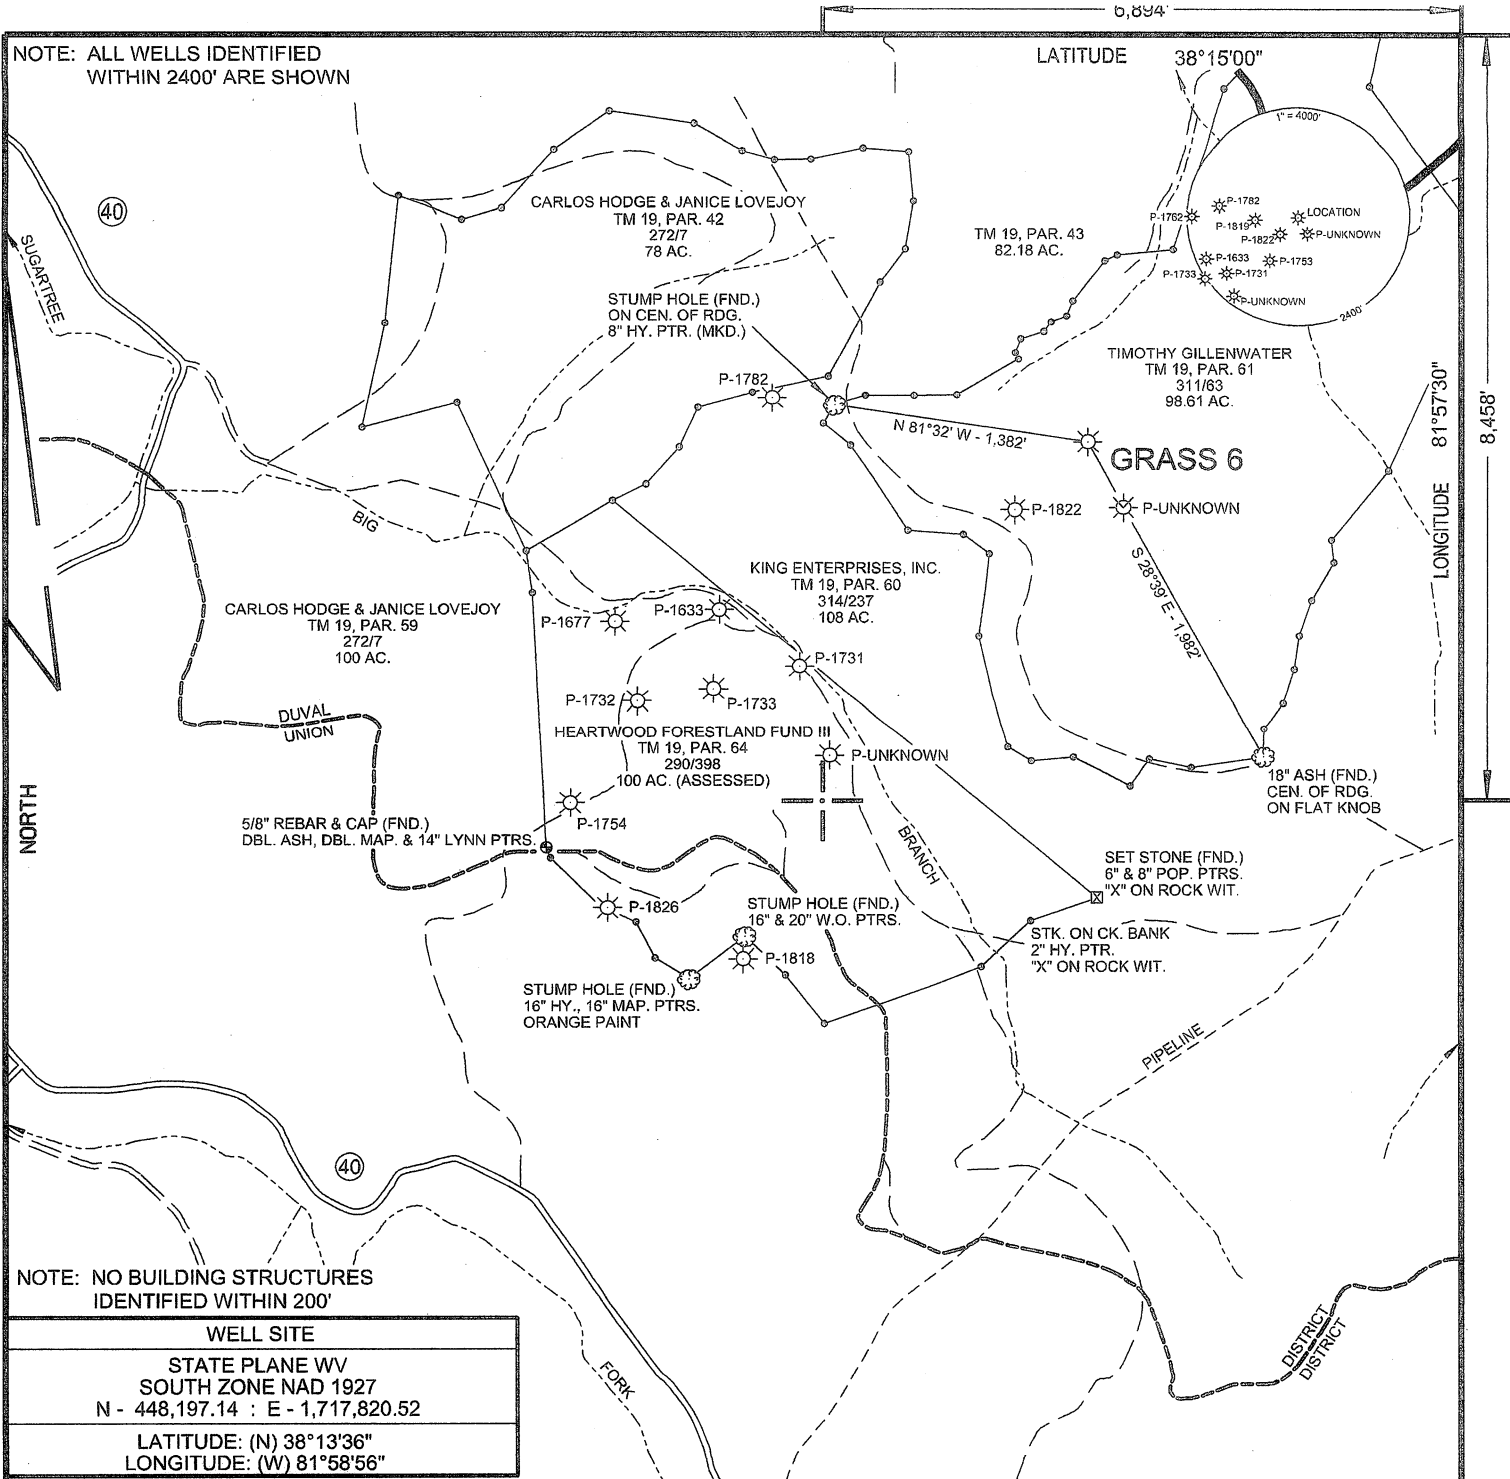 6,894'
NOTE: ALL WELLS IDENTIFIED
WITHIN 2400' ARE SHOWN
LATITUDE 38°15'00"
1" = 4000'
P-1782
P-1762
LOCATION
P-1819
P-1822
P-UNKNOWN
P-1633
P-1753
P-1733
P-1731
P-UNKNOWN
2400'
40
SUGARTREE
CARLOS HODGE & JANICE LOVEJOY
TM 19, PAR. 42
272/7
78 AC.
TM 19, PAR. 43
82.18 AC.
STUMP HOLE (FND.)
ON CEN. OF RDG.
8" HY. PTR. (MKD.)
TIMOTHY GILLENWATER
TM 19, PAR. 61
311/63
98.61 AC.
LONGITUDE 81°57'30"
8,458'
P-1782
N 81°32' W - 1,382'
GRASS 6
P-1822
P-UNKNOWN
S 28°39' E - 1,982'
BIG
KING ENTERPRISES, INC.
TM 19, PAR. 60
314/237
108 AC.
CARLOS HODGE & JANICE LOVEJOY
TM 19, PAR. 59
272/7
100 AC.
P-1677
P-1633
P-1731
P-1732
P-1733
DUVAL
UNION
HEARTWOOD FORESTLAND FUND III
TM 19, PAR. 64
290/398
100 AC. (ASSESSED)
P-UNKNOWN
18" ASH (FND.)
CEN. OF RDG.
ON FLAT KNOB
NORTH
P-1754
5/8" REBAR & CAP (FND.)
DBL. ASH, DBL. MAP. & 14" LYNN PTRS.
BRANCH
SET STONE (FND.)
6" & 8" POP. PTRS.
"X" ON ROCK WIT.
P-1826
STUMP HOLE (FND.)
16" & 20" W.O. PTRS.
STK. ON CK. BANK
2" HY. PTR.
"X" ON ROCK WIT.
P-1818
STUMP HOLE (FND.)
16" HY., 16" MAP. PTRS.
ORANGE PAINT
PIPELINE
40
NOTE: NO BUILDING STRUCTURES
IDENTIFIED WITHIN 200'
FORK
DISTRICT
DISTRICT
WELL SITE
STATE PLANE WV
SOUTH ZONE NAD 1927
N - 448,197.14 : E - 1,717,820.52
LATITUDE: (N) 38°13'36"
LONGITUDE: (W) 81°58'56"